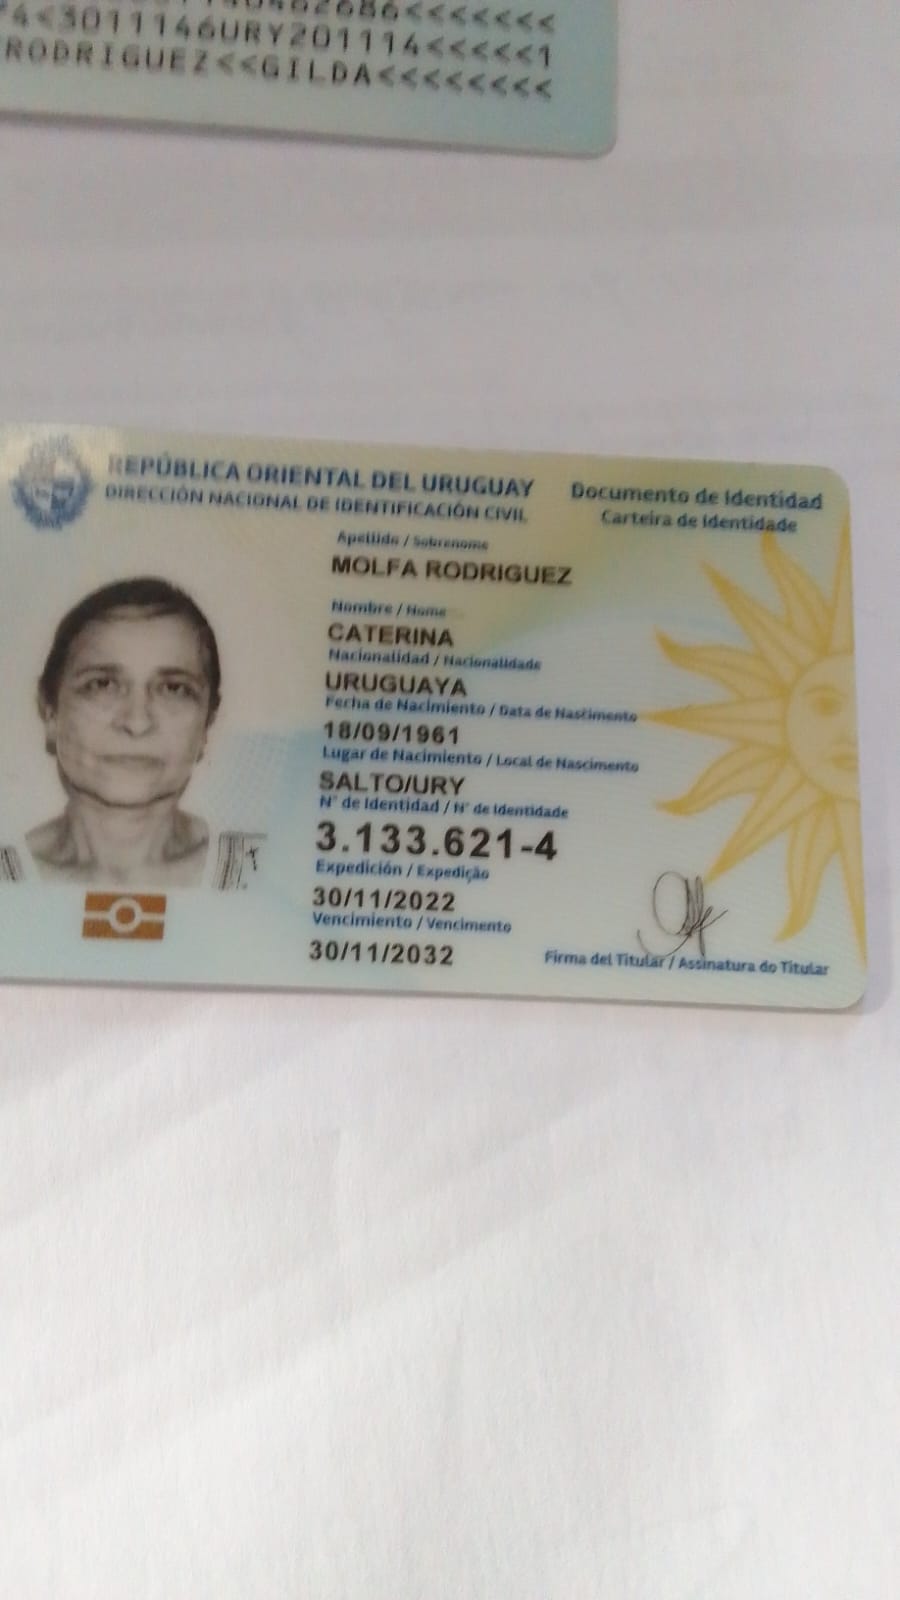 3011146URY201114<<<<<1
RODRIGUEZ<<GILDA<<<<<<<<
REPÚBLICA ORIENTAL DEL URUGUAY
DIRECCIÓN NACIONAL DE IDENTIFICACIÓN CIVIL
Documento de Identidad
Carteira de Identidade
Apellido / Sobrenome
MOLFA RODRIGUEZ
Nombre / Nome
CATERINA
Nacionalidad / Nacionalidade
URUGUAYA
Fecha de Nacimiento / Data de Nascimento
18/09/1961
Lugar de Nacimiento / Local de Nascimento
SALTO/URY
N° de Identidad / N° de Identidade
3.133.621-4
Expedición / Expedição
30/11/2022
Vencimiento / Vencimento
30/11/2032
Firma del Titular / Assinatura do Titular